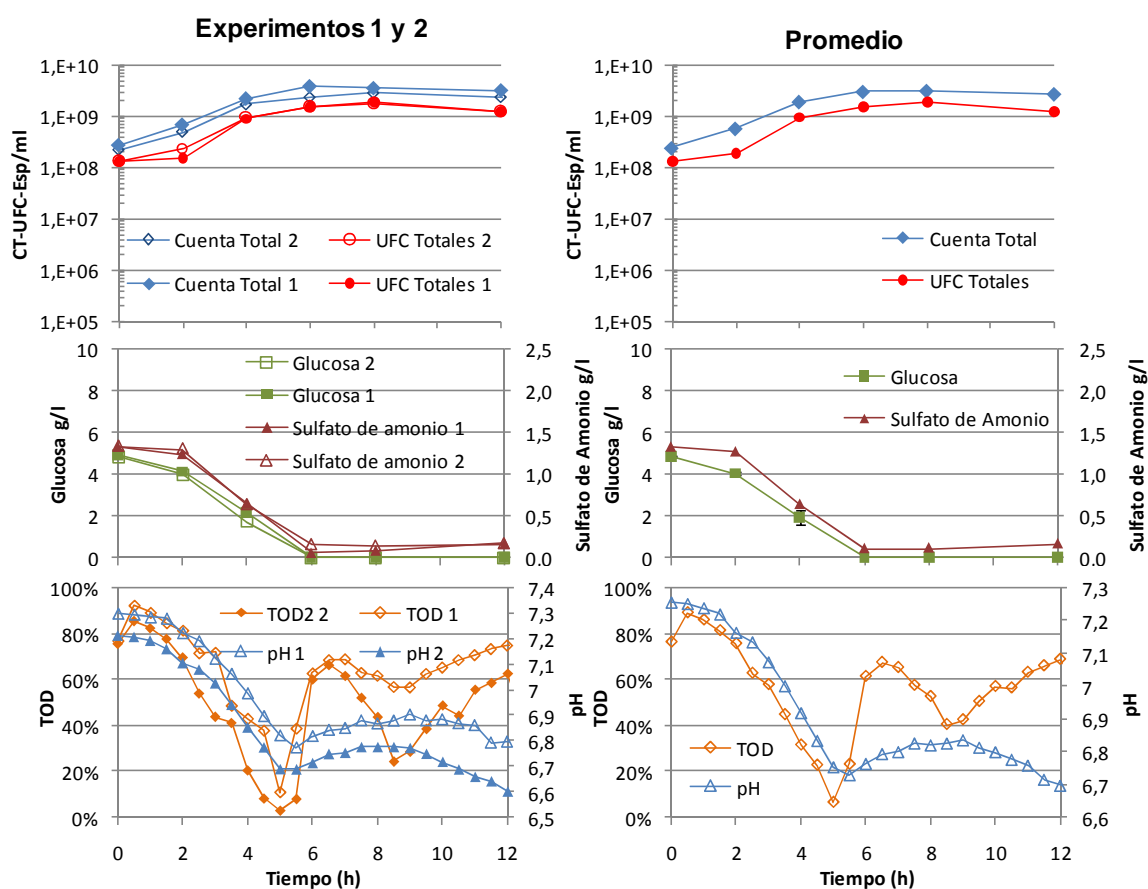 Experimentos 1 y 2
CT-UFC-Esp/ml
1,E+10
1,E+09
1,E+08
1,E+07
1,E+06
1,E+05
Cuenta Total 2
UFC Totales 2
Cuenta Total 1
UFC Totales 1
Glucosa g/l
10
8
6
4
2
0
Glucosa 2
Glucosa 1
Sulfato de amonio 1
Sulfato de amonio 2
2,5
2,0
1,5
1,0
0,5
0,0
Sulfato de Amonio g/l
TOD
100%
80%
60%
40%
20%
0%
TOD2 2
TOD 1
pH 1
pH 2
7,4
7,3
7,2
7,1
7
6,9
6,8
6,7
6,6
6,5
pH
0 2 4 6 8 10 12
Tiempo (h)
Promedio
CT-UFC-Esp/ml
1,E+10
1,E+09
1,E+08
1,E+07
1,E+06
1,E+05
Cuenta Total
UFC Totales
Glucosa g/l
10
8
6
4
2
0
Glucosa
Sulfato de Amonio
2,5
2,0
1,5
1,0
0,5
0,0
Sulfato de Amonio g/l
TOD
100%
80%
60%
40%
20%
0%
TOD
pH
7,3
7,2
7,1
7
6,9
6,8
6,7
6,6
pH
0 2 4 6 8 10 12
Tiempo (h)